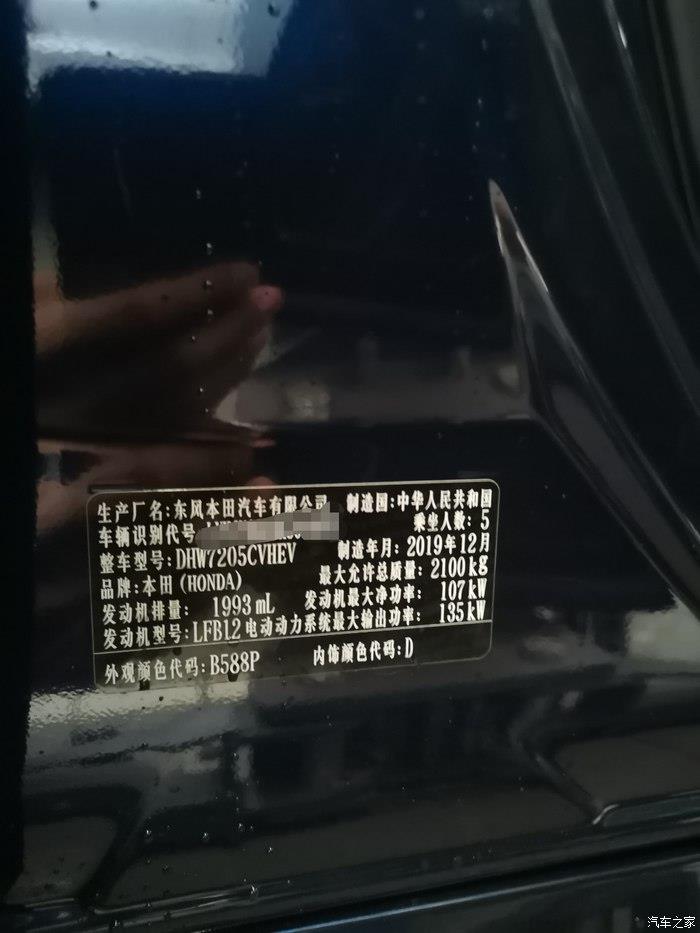 生产厂名:东风本田汽车有限公司 制造国:中华人民共和国
车辆识别代号 乘坐人数: 5
整车型号:DHW7205CVHEV 制造年月: 2019年12月
品牌:本田(HONDA) 最大允许总质量: 2100kg
发动机排量: 1993mL 发动机最大净功率: 107kW
发动机型号:LFB12 电动动力系统最大输出功率: 135kW
外观颜色代码:B588P 内饰颜色代码:D
汽车之家